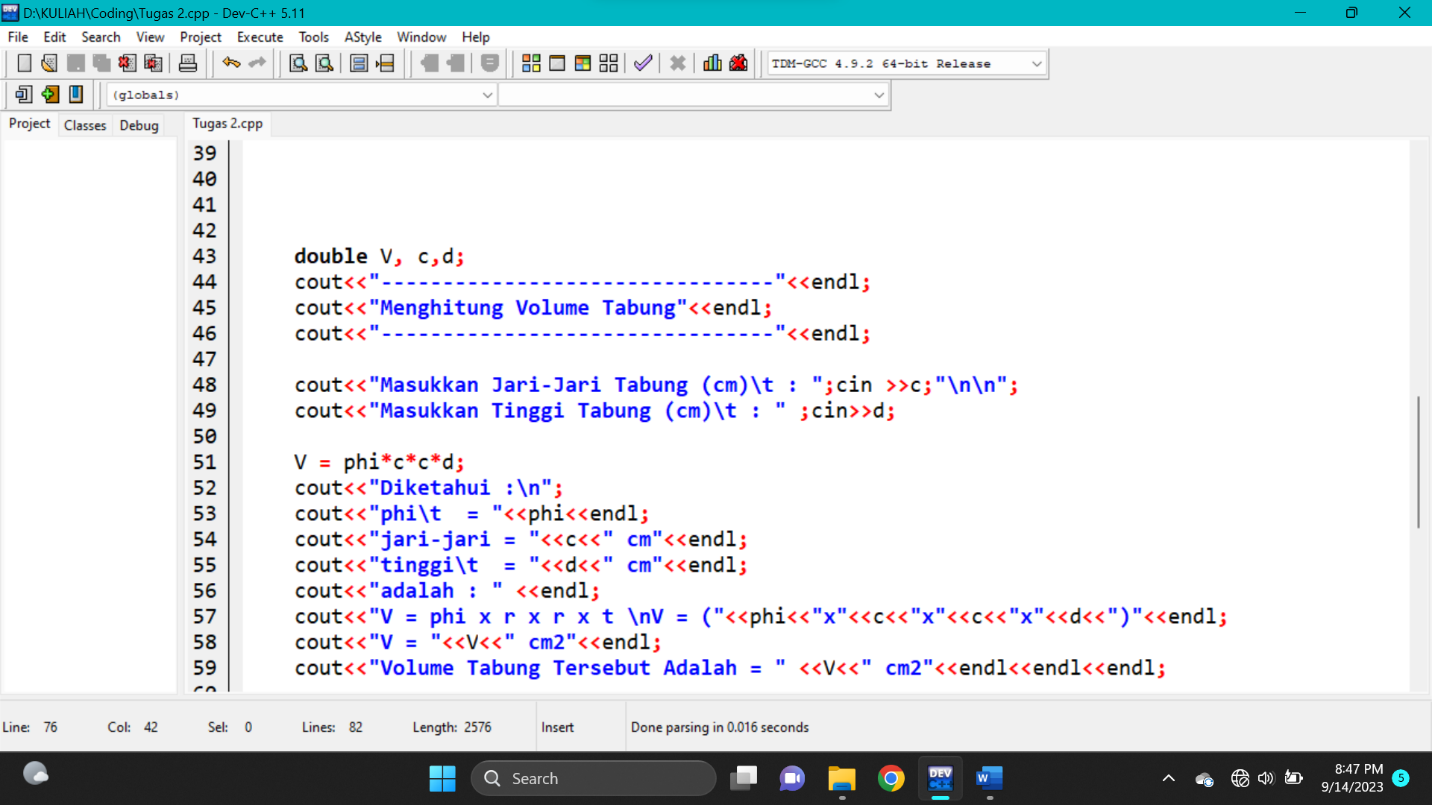 D:\KULIAH\Coding\Tugas 2.cpp - Dev-C++ 5.11
File Edit Search View Project Execute Tools AStyle Window Help
TDM-GCC 4.9.2 64-bit Release
(globals)
Project Classes Debug Tugas 2.cpp
39
40
41
42
43 double V, c,d;
44 cout<<"--------------------------------"<<endl;
45 cout<<"Menghitung Volume Tabung"<<endl;
46 cout<<"--------------------------------"<<endl;
47
48 cout<<"Masukkan Jari-Jari Tabung (cm)\t : ";cin >>c;"\n\n";
49 cout<<"Masukkan Tinggi Tabung (cm)\t : " ;cin>>d;
50
51 V = phi*c*c*d;
52 cout<<"Diketahui :\n";
53 cout<<"phi\t  = "<<phi<<endl;
54 cout<<"jari-jari = "<<c<<" cm"<<endl;
55 cout<<"tinggi\t  = "<<d<<" cm"<<endl;
56 cout<<"adalah : " <<endl;
57 cout<<"V = phi x r x r x t \nV = ("<<phi<<"x"<<c<<"x"<<c<<"x"<<d<<")"<<endl;
58 cout<<"V = "<<V<<" cm2"<<endl;
59 cout<<"Volume Tabung Tersebut Adalah = " <<V<<" cm2"<<endl<<endl<<endl;
Line: 76 Col: 42 Sel: 0 Lines: 82 Length: 2576 Insert Done parsing in 0.016 seconds
Search
DEV C++
W
8:47 PM
9/14/2023
5